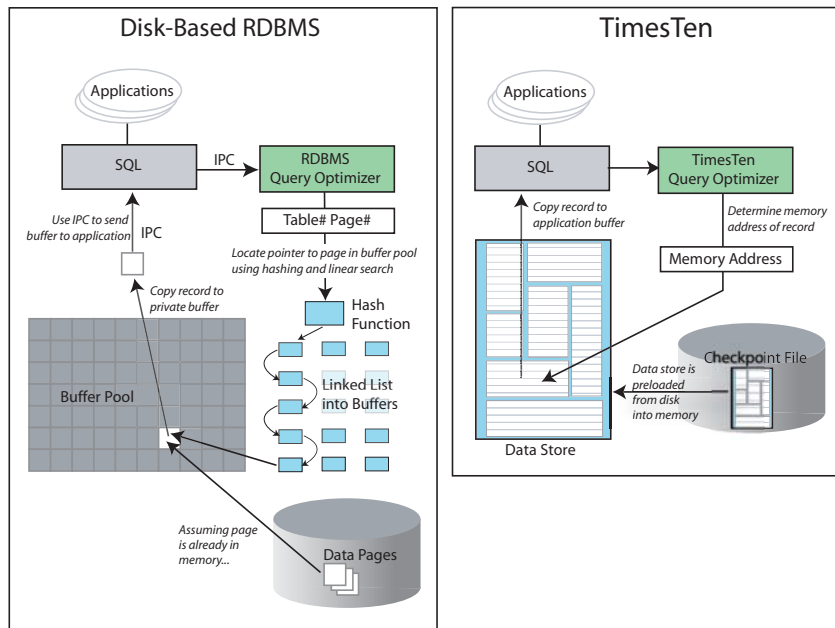 Disk-Based RDBMS
Applications
SQL
IPC
RDBMS
Query Optimizer
Table# Page#
Use IPC to send
buffer to application
IPC
Locate pointer to page in buffer pool
using hashing and linear search
Copy record to
private buffer
Hash
Function
Buffer Pool
Linked List
into Buffers
Assuming page
is already in
memory...
Data Pages
TimesTen
Applications
SQL
TimesTen
Query Optimizer
Copy record to
application buffer
Determine memory
address of record
Memory Address
Checkpoint File
Data store is
preloaded
from disk
into memory
Data Store